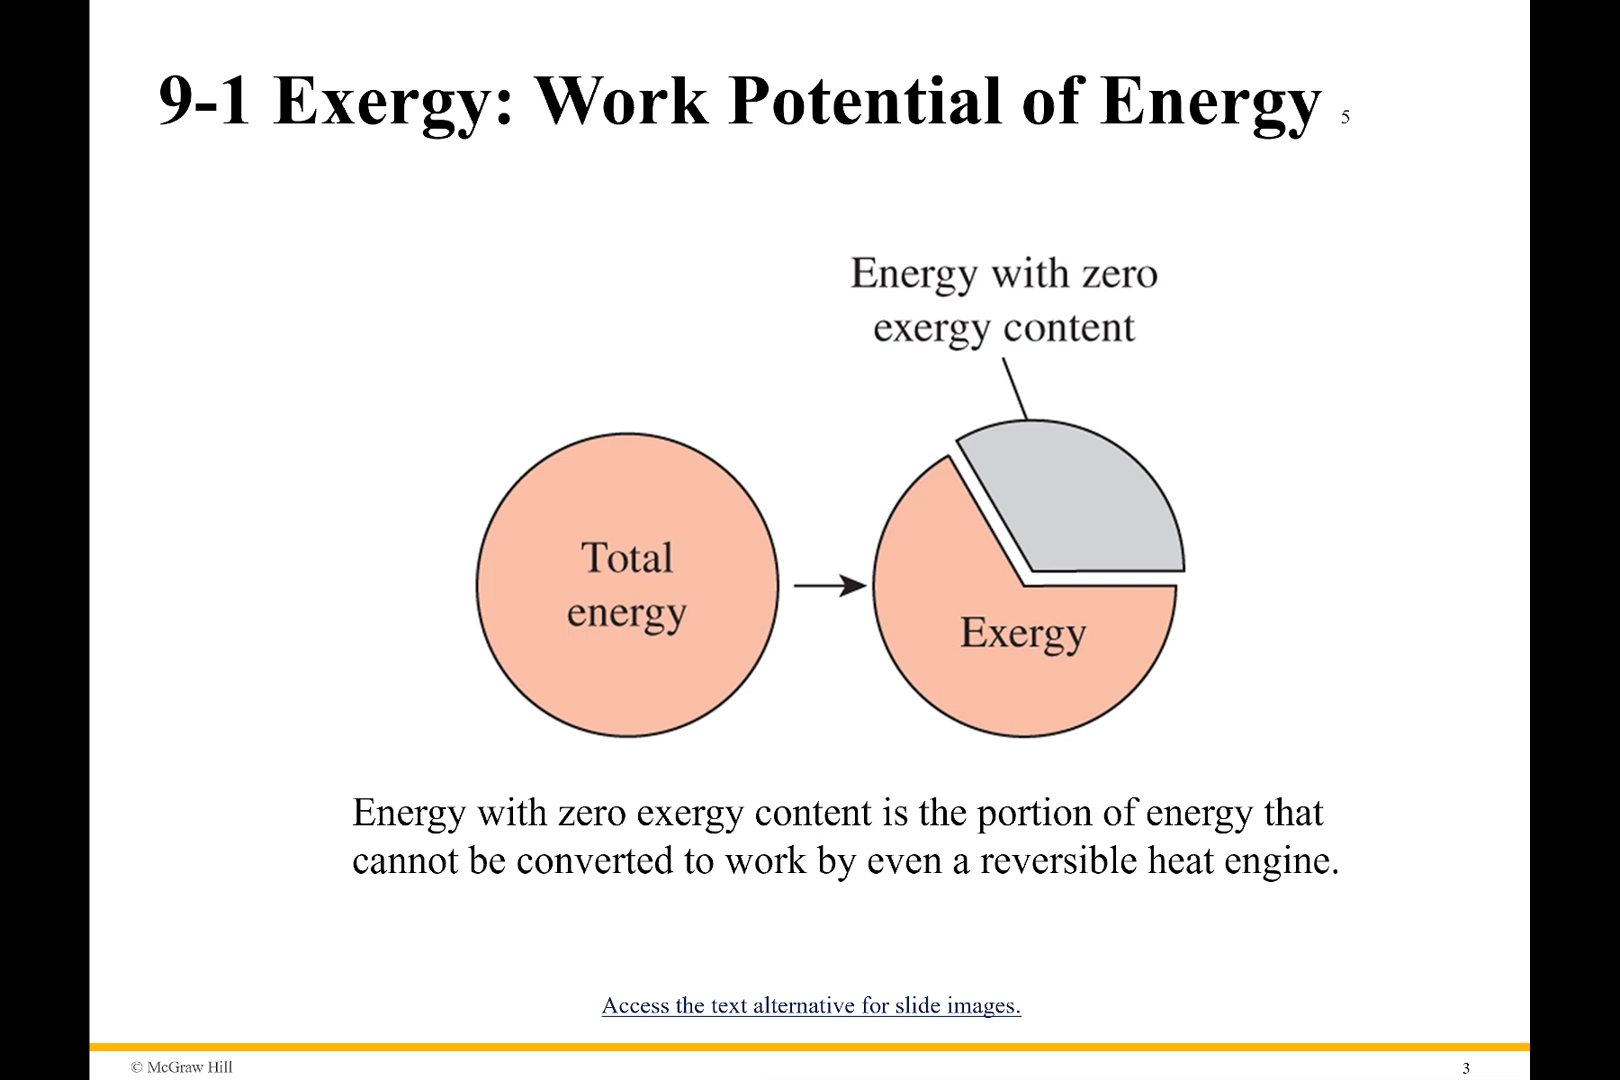 9-1 Exergy: Work Potential of Energy 5
Energy with zero
exergy content
Total
energy
Exergy
Energy with zero exergy content is the portion of energy that
cannot be converted to work by even a reversible heat engine.
Access the text alternative for slide images.
© McGraw Hill
3